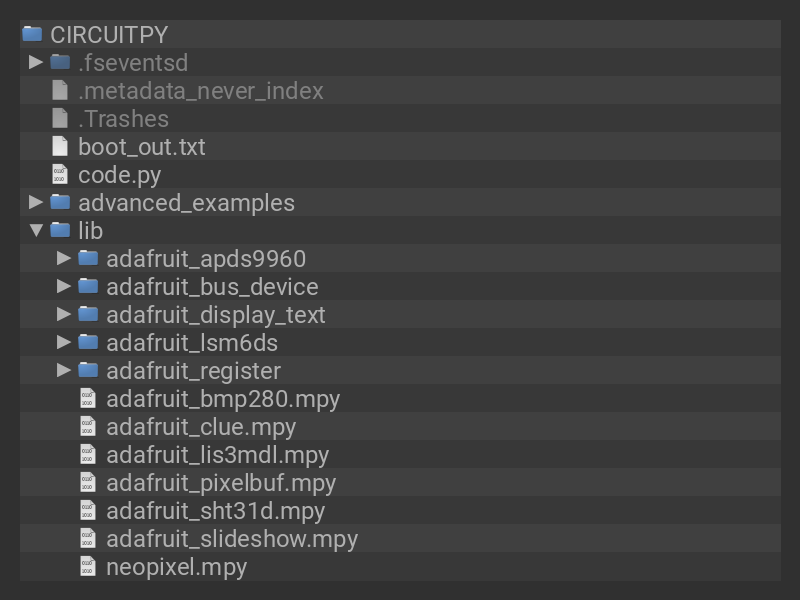 CIRCUITPY
.fseventsd
.metadata_never_index
.Trashes
boot_out.txt
code.py
advanced_examples
lib
adafruit_apds9960
adafruit_bus_device
adafruit_display_text
adafruit_lsm6ds
adafruit_register
adafruit_bmp280.mpy
adafruit_clue.mpy
adafruit_lis3mdl.mpy
adafruit_pixelbuf.mpy
adafruit_sht31d.mpy
adafruit_slideshow.mpy
neopixel.mpy